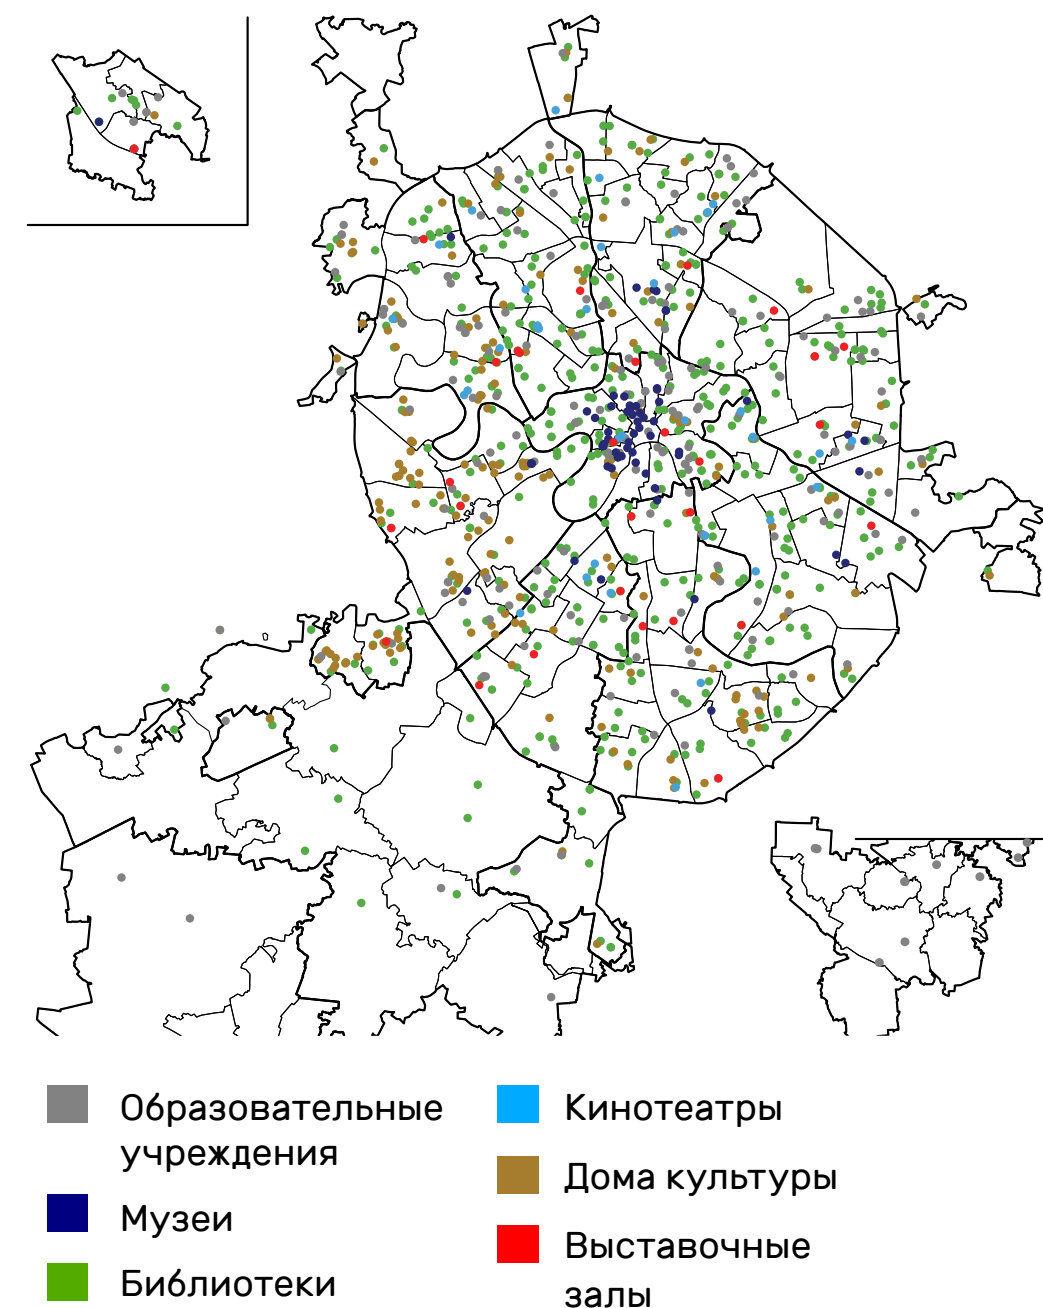 Образовательные
учреждения
Музеи
Библиотеки
Кинотеатры
Дома культуры
Выставочные
залы